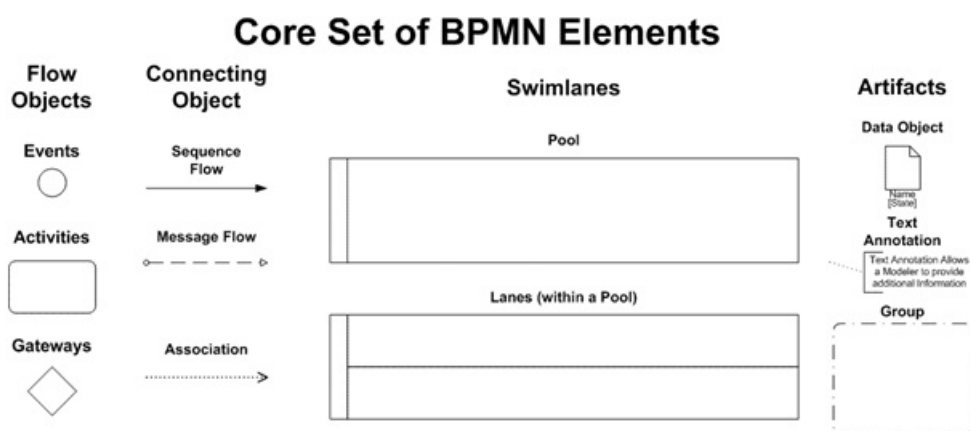 Core Set of BPMN Elements
Flow
Objects
Connecting
Object
Swimlanes
Artifacts
Events
Sequence
Flow
Pool
Data Object
Name
[State]
Activities
Message Flow
Text
Annotation
Text Annotation Allows
a Modeler to provide
additional Information
Lanes (within a Pool)
Group
Gateways
Association